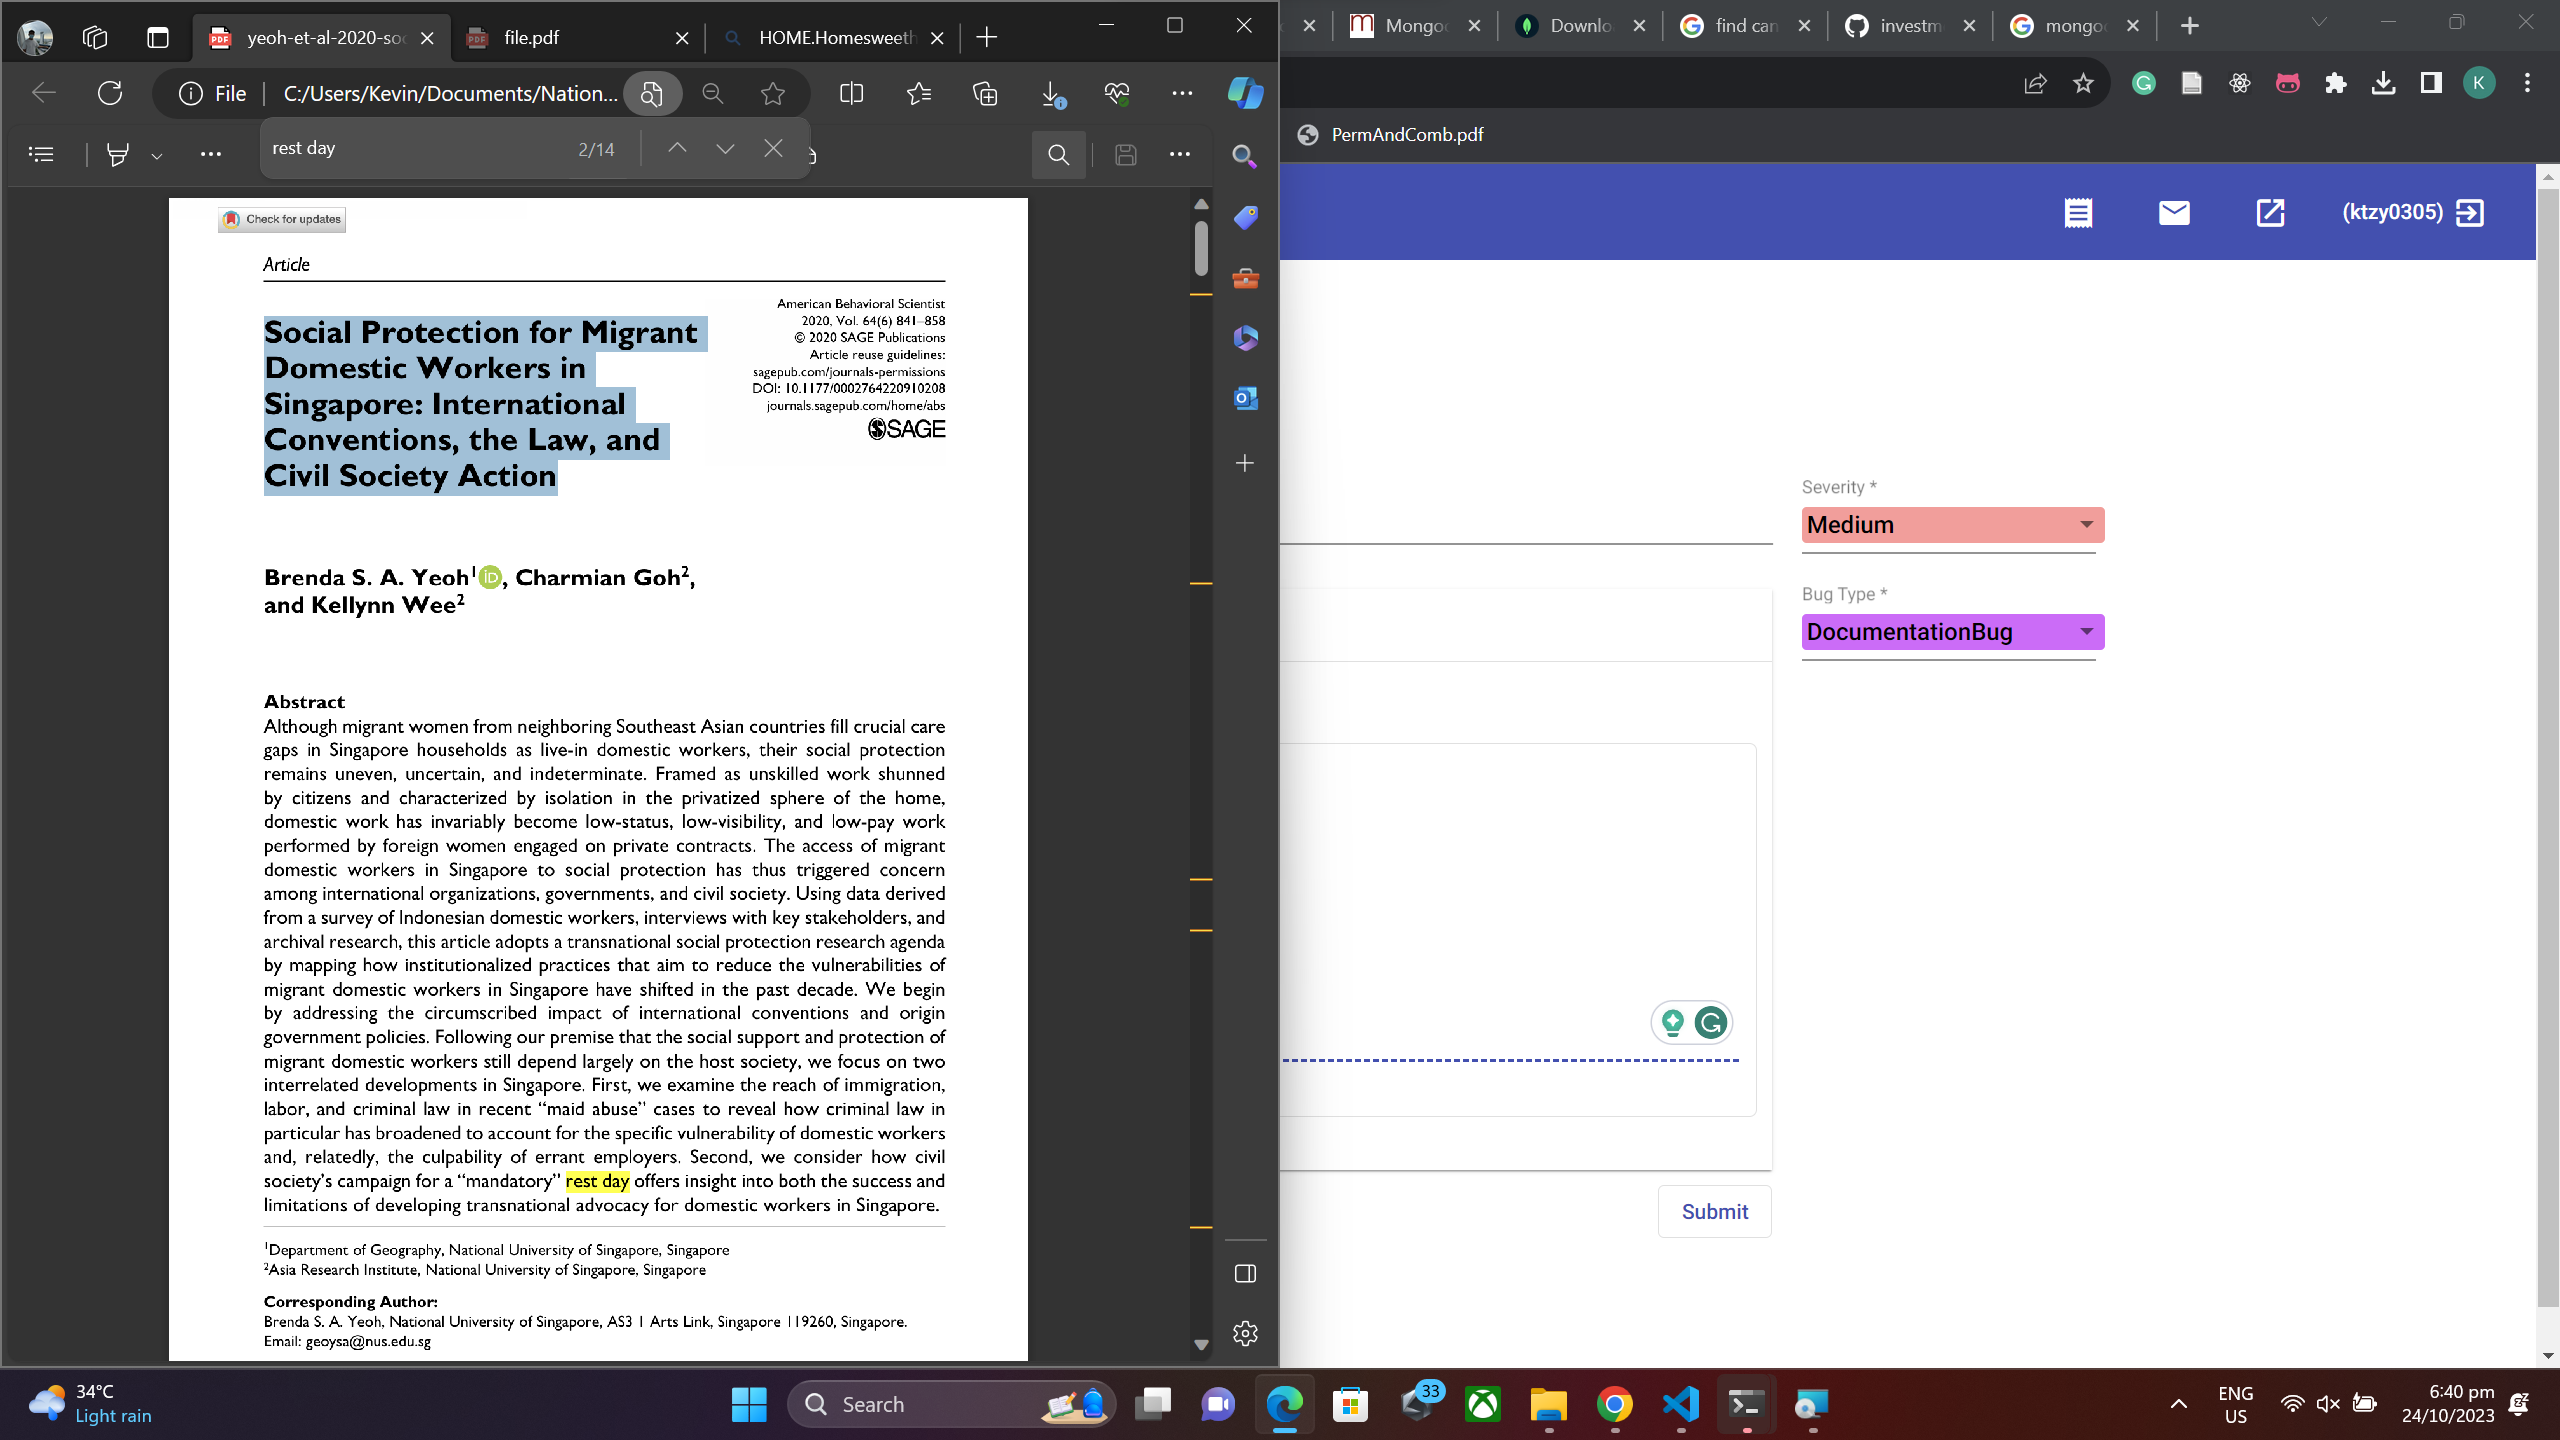 yeoh-et-al-2020-soc
file.pdf
HOME.Homesweeth
Mongo
Downlo
find can
investm
mongo
File
C:/Users/Kevin/Documents/Nation...
K
rest day
2/14
PermAndComb.pdf
(ktzy0305)
Check for updates
Article
American Behavioral Scientist
2020, Vol. 64(6) 841–858
© 2020 SAGE Publications
Article reuse guidelines:
sagepub.com/journals-permissions
DOI: 10.1177/0002764220910208
journals.sagepub.com/home/abs
SAGE
Social Protection for Migrant
Domestic Workers in
Singapore: International
Conventions, the Law, and
Civil Society Action
Brenda S. A. Yeoh¹ iD, Charmian Goh²,
and Kellynn Wee²
Abstract
Although migrant women from neighboring Southeast Asian countries fill crucial care
gaps in Singapore households as live-in domestic workers, their social protection
remains uneven, uncertain, and indeterminate. Framed as unskilled work shunned
by citizens and characterized by isolation in the privatized sphere of the home,
domestic work has invariably become low-status, low-visibility, and low-pay work
performed by foreign women engaged on private contracts. The access of migrant
domestic workers in Singapore to social protection has thus triggered concern
among international organizations, governments, and civil society. Using data derived
from a survey of Indonesian domestic workers, interviews with key stakeholders, and
archival research, this article adopts a transnational social protection research agenda
by mapping how institutionalized practices that aim to reduce the vulnerabilities of
migrant domestic workers in Singapore have shifted in the past decade. We begin
by addressing the circumscribed impact of international conventions and origin
government policies. Following our premise that the social support and protection of
migrant domestic workers still depend largely on the host society, we focus on two
interrelated developments in Singapore. First, we examine the reach of immigration,
labor, and criminal law in recent “maid abuse” cases to reveal how criminal law in
particular has broadened to account for the specific vulnerability of domestic workers
and, relatedly, the culpability of errant employers. Second, we consider how civil
society’s campaign for a “mandatory” rest day offers insight into both the success and
limitations of developing transnational advocacy for domestic workers in Singapore.
¹Department of Geography, National University of Singapore, Singapore
²Asia Research Institute, National University of Singapore, Singapore
Corresponding Author:
Brenda S. A. Yeoh, National University of Singapore, AS3 1 Arts Link, Singapore 119260, Singapore.
Email: geoysa@nus.edu.sg
Severity *
Medium
Bug Type *
DocumentationBug
Submit
34°C
Light rain
Search
33
ENG
US
6:40 pm
24/10/2023